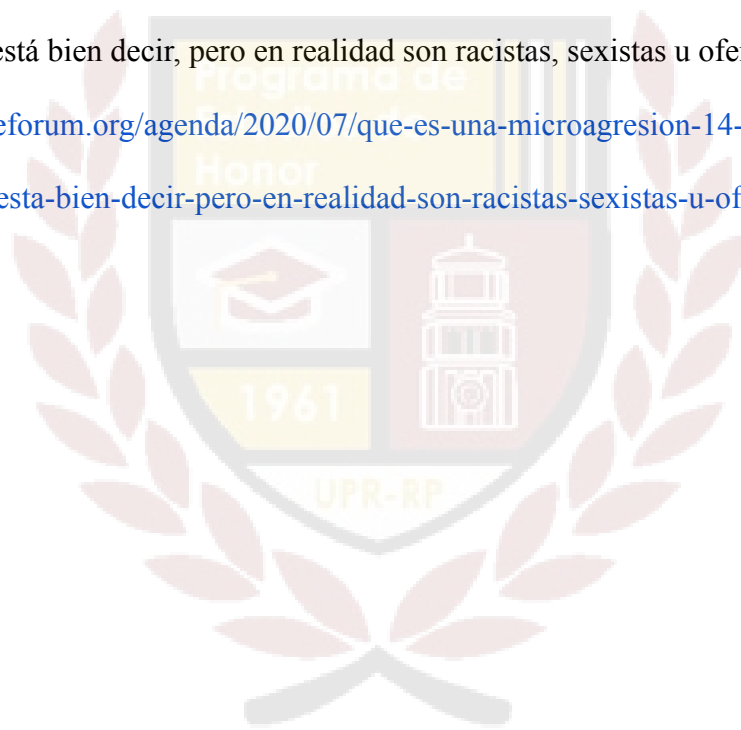 está bien decir, pero en realidad son racistas, sexistas u ofe
eforum.org/agenda/2020/07/que-es-una-microagresion-14-
esta-bien-decir-pero-en-realidad-son-racistas-sexistas-u-of
Programa de
Honor
1961
UPR-RP